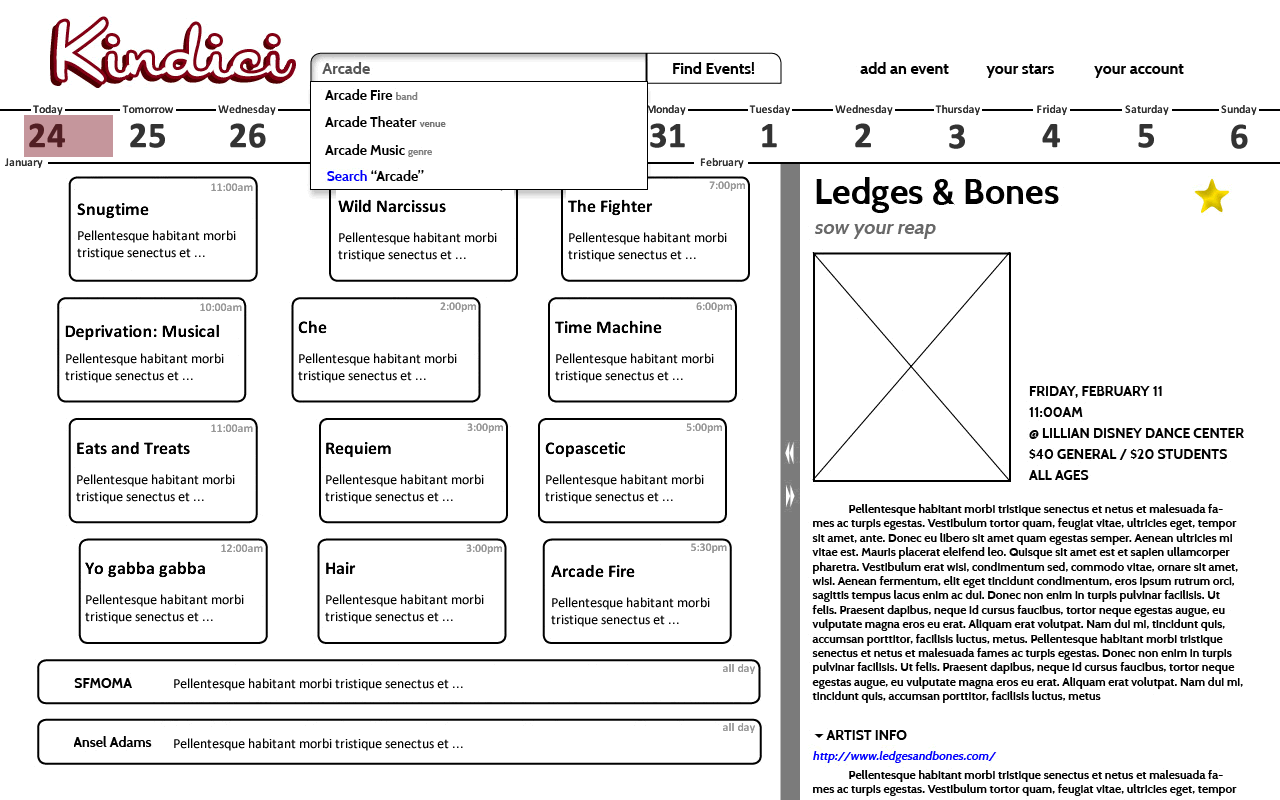 Kindici
Arcade
Find Events!
add an event
your stars
your account
Arcade Fire band
Arcade Theater venue
Arcade Music genre
Search “Arcade”
Today
Tomorrow
Wednesday
Monday
Tuesday
Wednesday
Thursday
Friday
Saturday
Sunday
24
25
26
31
1
2
3
4
5
6
January
February
11:00am
Snugtime
Pellentesque habitant morbi
tristique senectus et ...
Wild Narcissus
Pellentesque habitant morbi
tristique senectus et ...
7:00pm
The Fighter
Pellentesque habitant morbi
tristique senectus et ...
10:00am
Deprivation: Musical
Pellentesque habitant morbi
tristique senectus et ...
2:00pm
Che
Pellentesque habitant morbi
tristique senectus et ...
6:00pm
Time Machine
Pellentesque habitant morbi
tristique senectus et ...
11:00am
Eats and Treats
Pellentesque habitant morbi
tristique senectus et ...
3:00pm
Requiem
Pellentesque habitant morbi
tristique senectus et ...
5:00pm
Copascetic
Pellentesque habitant morbi
tristique senectus et ...
12:00am
Yo gabba gabba
Pellentesque habitant morbi
tristique senectus et ...
3:00pm
Hair
Pellentesque habitant morbi
tristique senectus et ...
5:30pm
Arcade Fire
Pellentesque habitant morbi
tristique senectus et ...
all day
SFMOMA Pellentesque habitant morbi tristique senectus et ...
all day
Ansel Adams Pellentesque habitant morbi tristique senectus et ...
Ledges & Bones
sow your reap
FRIDAY, FEBRUARY 11
11:00AM
@ LILLIAN DISNEY DANCE CENTER
$40 GENERAL / $20 STUDENTS
ALL AGES
Pellentesque habitant morbi tristique senectus et netus et malesuada fa-
mes ac turpis egestas. Vestibulum tortor quam, feugiat vitae, ultricies eget, tempor
sit amet, ante. Donec eu libero sit amet quam egestas semper. Aenean ultricies mi
vitae est. Mauris placerat eleifend leo. Quisque sit amet est et sapien ullamcorper
pharetra. Vestibulum erat wisi, condimentum sed, commodo vitae, ornare sit amet,
wisi. Aenean fermentum, elit eget tincidunt condimentum, eros ipsum rutrum orci,
sagittis tempus lacus enim ac dui. Donec non enim in turpis pulvinar facilisis. Ut
felis. Praesent dapibus, neque id cursus faucibus, tortor neque egestas augue, eu
vulputate magna eros eu erat. Aliquam erat volutpat. Nam dui mi, tincidunt quis,
accumsan porttitor, facilisis luctus, metus. Pellentesque habitant morbi tristique
senectus et netus et malesuada fames ac turpis egestas. Donec non enim in turpis
pulvinar facilisis. Ut felis. Praesent dapibus, neque id cursus faucibus, tortor neque
egestas augue, eu vulputate magna eros eu erat. Aliquam erat volutpat. Nam dui mi,
tincidunt quis, accumsan porttitor, facilisis luctus, metus
ARTIST INFO
http://www.ledgesandbones.com/
Pellentesque habitant morbi tristique senectus et netus et malesuada fa-
mes ac turpis egestas. Vestibulum tortor quam, feugiat vitae, ultricies eget, tempor